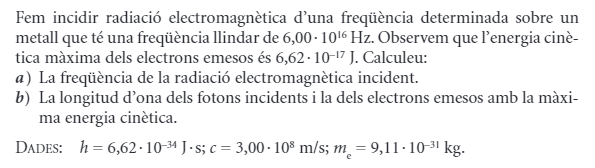 Fem incidir radiació electromagnètica d'una freqüència determinada sobre un
metall que té una freqüència llindar de 6,00 · 10¹⁶ Hz. Observem que l'energia cinè-
tica màxima dels electrons emesos és 6,62 · 10⁻¹⁷ J. Calculeu:
a) La freqüència de la radiació electromagnètica incident.
b) La longitud d'ona dels fotons incidents i la dels electrons emesos amb la màxi-
ma energia cinètica.
DADES: h = 6,62 · 10⁻³⁴ J · s; c = 3,00 · 10⁸ m/s; mₑ = 9,11 · 10⁻³¹ kg.